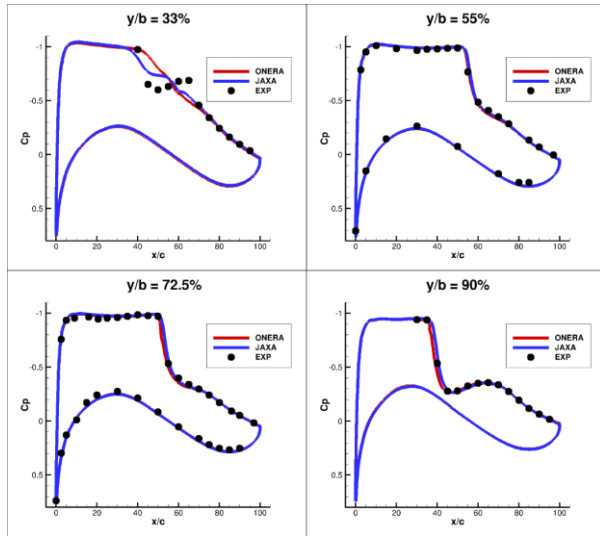 y/b = 33%
-1
-0.5
0
0.5
Cp
ONERA
JAXA
EXP
0
20
40
60
80
100
x/c
y/b = 55%
-1
-0.5
0
0.5
Cp
ONERA
JAXA
EXP
0
20
40
60
80
100
x/c
y/b = 72.5%
-1
-0.5
0
0.5
Cp
ONERA
JAXA
EXP
0
20
40
60
80
100
x/c
y/b = 90%
-1
-0.5
0
0.5
Cp
ONERA
JAXA
EXP
0
20
40
60
80
100
x/c